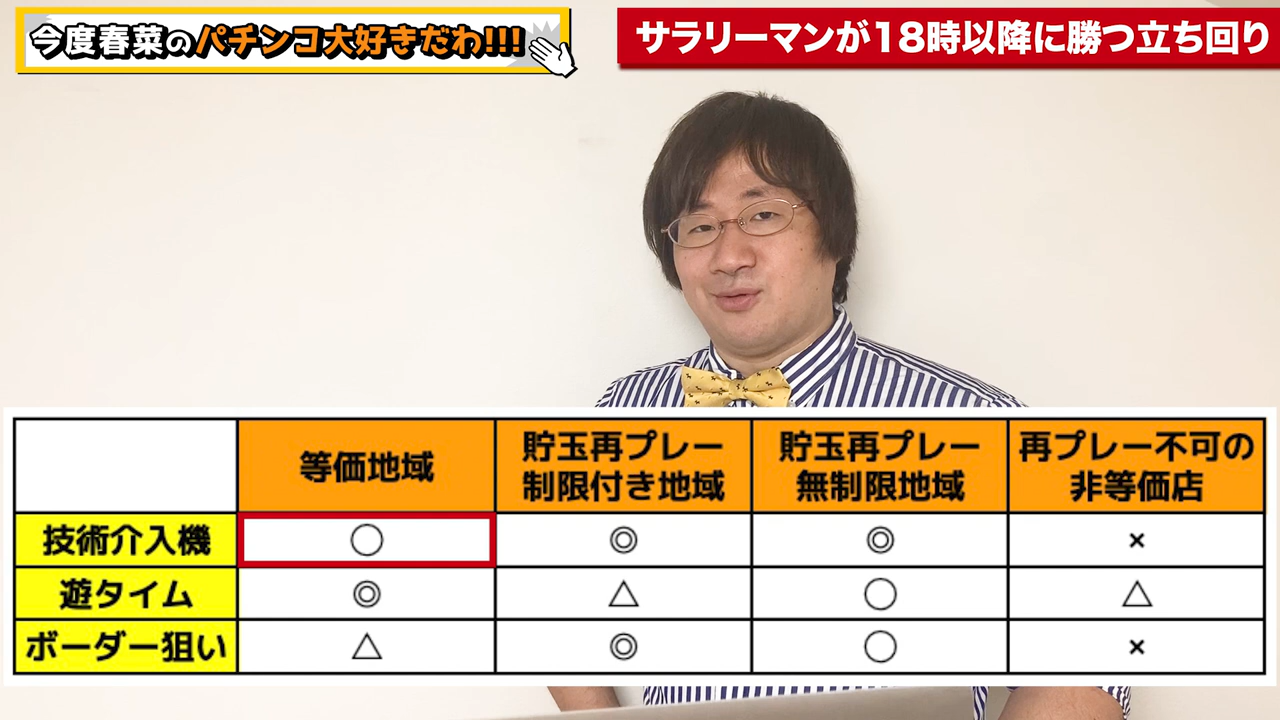 今度春菜のパチンコ大好きだわ!!!
サラリーマンが18時以降に勝つ立ち回り
等価地域
貯玉再プレー
制限付き地域
貯玉再プレー
無制限地域
再プレー不可の
非等価店
技術介入機 ○ ◎ ◎ ×
遊タイム ◎ △ ○ △
ボーダー狙い △ ◎ ○ ×